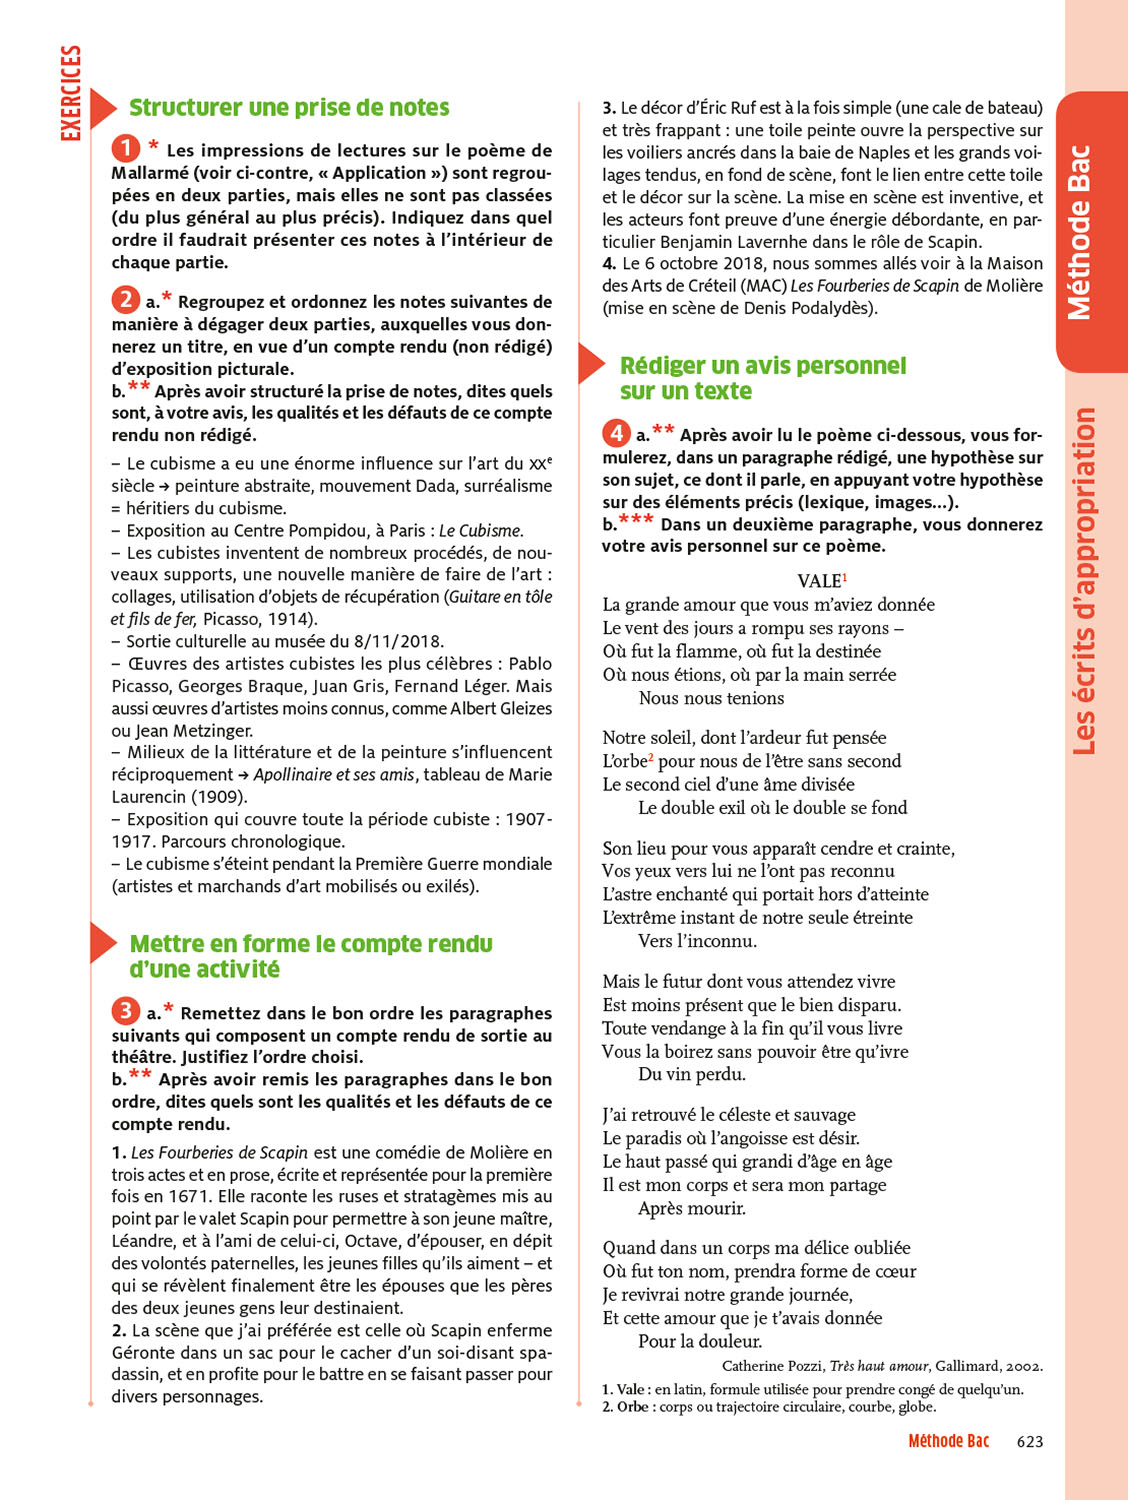 EXERCICES
Structurer une prise de notes
1 * Les impressions de lectures sur le poème de
Mallarmé (voir ci-contre, « Application ») sont regrou-
pées en deux parties, mais elles ne sont pas classées
(du plus général au plus précis). Indiquez dans quel
ordre il faudrait présenter ces notes à l'intérieur de
chaque partie.
2 a.* Regroupez et ordonnez les notes suivantes de
manière à dégager deux parties, auxquelles vous don-
nerez un titre, en vue d'un compte rendu (non rédigé)
d'exposition picturale.
b.** Après avoir structuré la prise de notes, dites quels
sont, à votre avis, les qualités et les défauts de ce compte
rendu non rédigé.
– Le cubisme a eu une énorme influence sur l'art du XXe
siècle → peinture abstraite, mouvement Dada, surréalisme
= héritiers du cubisme.
– Exposition au Centre Pompidou, à Paris : Le Cubisme.
– Les cubistes inventent de nombreux procédés, de nou-
veaux supports, une nouvelle manière de faire de l'art :
collages, utilisation d'objets de récupération (Guitare en tôle
et fils de fer, Picasso, 1914).
– Sortie culturelle au musée du 8/11/2018.
– Œuvres des artistes cubistes les plus célèbres : Pablo
Picasso, Georges Braque, Juan Gris, Fernand Léger. Mais
aussi œuvres d'artistes moins connus, comme Albert Gleizes
ou Jean Metzinger.
– Milieux de la littérature et de la peinture s'influencent
réciproquement → Apollinaire et ses amis, tableau de Marie
Laurencin (1909).
– Exposition qui couvre toute la période cubiste : 1907-
1917. Parcours chronologique.
– Le cubisme s'éteint pendant la Première Guerre mondiale
(artistes et marchands d'art mobilisés ou exilés).
Mettre en forme le compte rendu
d'une activité
3 a.* Remettez dans le bon ordre les paragraphes
suivants qui composent un compte rendu de sortie au
théâtre. Justifiez l'ordre choisi.
b.** Après avoir remis les paragraphes dans le bon
ordre, dites quels sont les qualités et les défauts de ce
compte rendu.
1. Les Fourberies de Scapin est une comédie de Molière en
trois actes et en prose, écrite et représentée pour la première
fois en 1671. Elle raconte les ruses et stratagèmes mis au
point par le valet Scapin pour permettre à son jeune maître,
Léandre, et à l'ami de celui-ci, Octave, d'épouser, en dépit
des volontés paternelles, les jeunes filles qu'ils aiment – et
qui se révèlent finalement être les épouses que les pères
des deux jeunes gens leur destinaient.
2. La scène que j'ai préférée est celle où Scapin enferme
Géronte dans un sac pour le cacher d'un soi-disant spa-
dassin, et en profite pour le battre en se faisant passer pour
divers personnages.
3. Le décor d'Éric Ruf est à la fois simple (une cale de bateau)
et très frappant : une toile peinte ouvre la perspective sur
les voiliers ancrés dans la baie de Naples et les grands voi-
lages tendus, en fond de scène, font le lien entre cette toile
et le décor sur la scène. La mise en scène est inventive, et
les acteurs font preuve d'une énergie débordante, en par-
ticulier Benjamin Lavernhe dans le rôle de Scapin.
4. Le 6 octobre 2018, nous sommes allés voir à la Maison
des Arts de Créteil (MAC) Les Fourberies de Scapin de Molière
(mise en scène de Denis Podalydès).
Rédiger un avis personnel
sur un texte
4 a.** Après avoir lu le poème ci-dessous, vous for-
mulerez, dans un paragraphe rédigé, une hypothèse sur
son sujet, ce dont il parle, en appuyant votre hypothèse
sur des éléments précis (lexique, images...).
b.*** Dans un deuxième paragraphe, vous donnerez
votre avis personnel sur ce poème.
VALE1
La grande amour que vous m'aviez donnée
Le vent des jours a rompu ses rayons –
Où fut la flamme, où fut la destinée
Où nous étions, où par la main serrée
Nous nous tenions
Notre soleil, dont l'ardeur fut pensée
L'orbe2 pour nous de l'être sans second
Le second ciel d'une âme divisée
Le double exil où le double se fond
Son lieu pour vous apparaît cendre et crainte,
Vos yeux vers lui ne l'ont pas reconnu
L'astre enchanté qui portait hors d'atteinte
L'extrême instant de notre seule étreinte
Vers l'inconnu.
Mais le futur dont vous attendez vivre
Est moins présent que le bien disparu.
Toute vendange à la fin qu'il vous livre
Vous la boirez sans pouvoir être qu'ivre
Du vin perdu.
J'ai retrouvé le céleste et sauvage
Le paradis où l'angoisse est désir.
Le haut passé qui grandi d'âge en âge
Il est mon corps et sera mon partage
Après mourir.
Quand dans un corps ma délice oubliée
Où fut ton nom, prendra forme de cœur
Je revivrai notre grande journée,
Et cette amour que je t'avais donnée
Pour la douleur.
Catherine Pozzi, Très haut amour, Gallimard, 2002.
1. Vale : en latin, formule utilisée pour prendre congé de quelqu'un.
2. Orbe : corps ou trajectoire circulaire, courbe, globe.
Méthode Bac
Les écrits d'appropriation
Méthode Bac 623